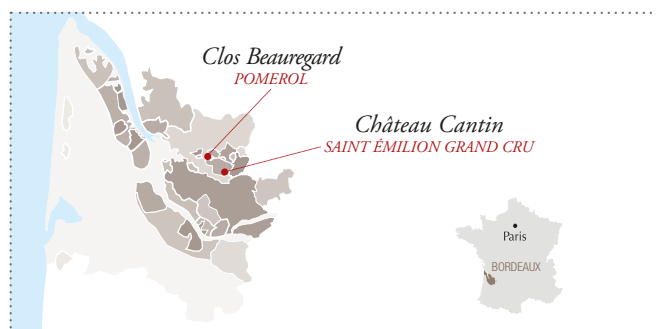 Clos Beauregard
POMEROL
Château Cantin
SAINT ÉMILION GRAND CRU
Paris
BORDEAUX